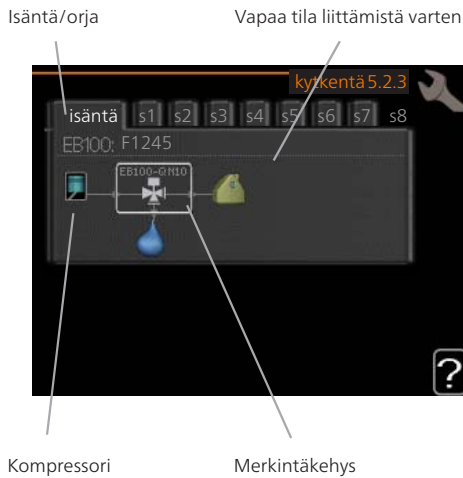 Isäntä/orja
Vapaa tila liittämistä varten
kytkentä 5.2.3
isäntä s1 s2 s3 s4 s5 s6 s7 s8
EB100: F1245
EB100-QN10
?
Kompressori
Merkintäkehys